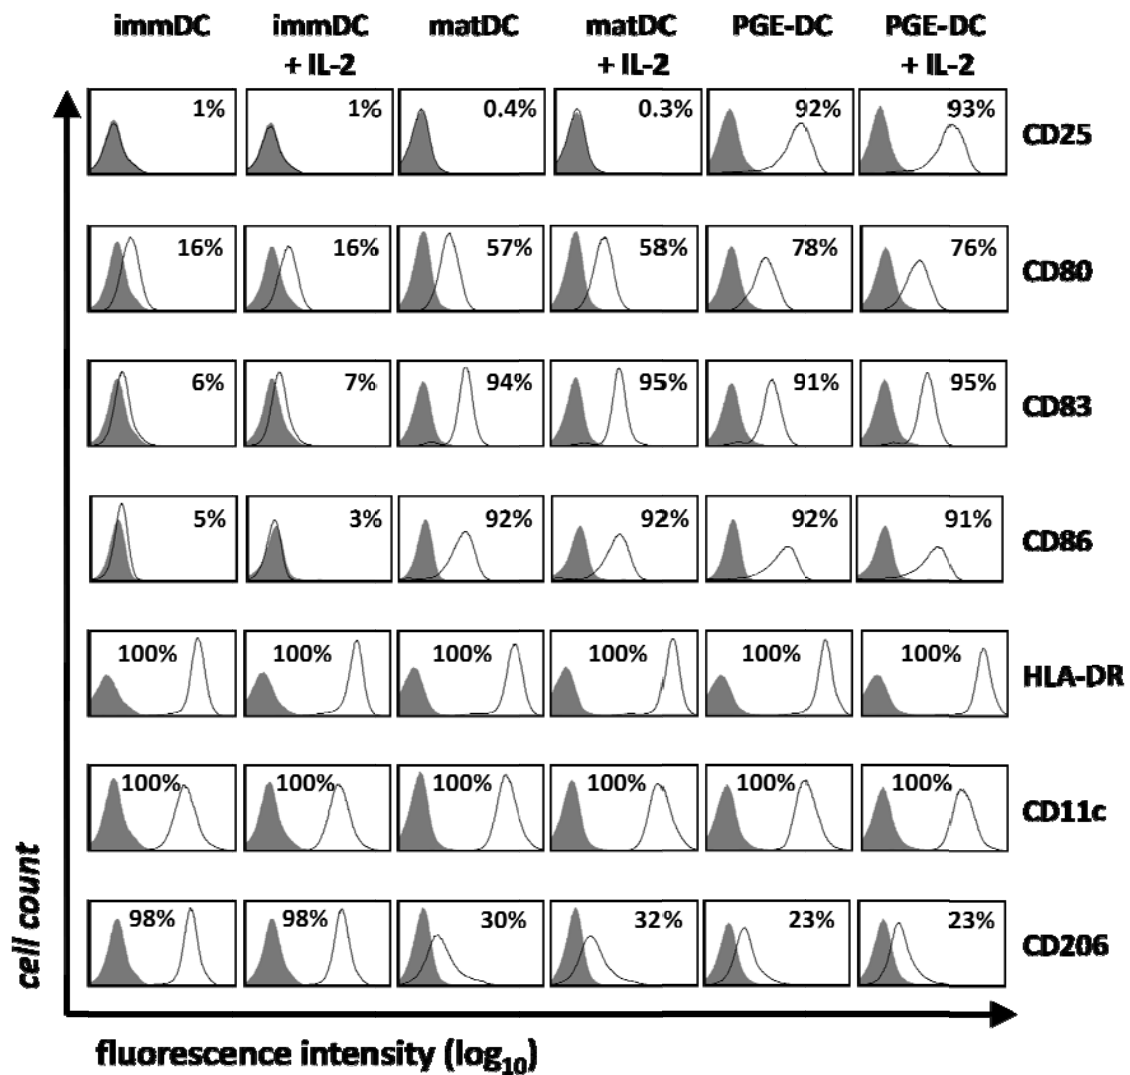 immDC immDC matDC matDC PGE-DC PGE-DC
+ IL-2 + IL-2 + IL-2
1% 1% 0.4% 0.3% 92% 93% CD25
16% 16% 57% 58% 78% 76% CD80
6% 7% 94% 95% 91% 95% CD83
5% 3% 92% 92% 92% 91% CD86
100% 100% 100% 100% 100% 100% HLA-DR
100% 100% 100% 100% 100% 100% CD11c
98% 98% 30% 32% 23% 23% CD206
cell count
fluorescence intensity (log10)